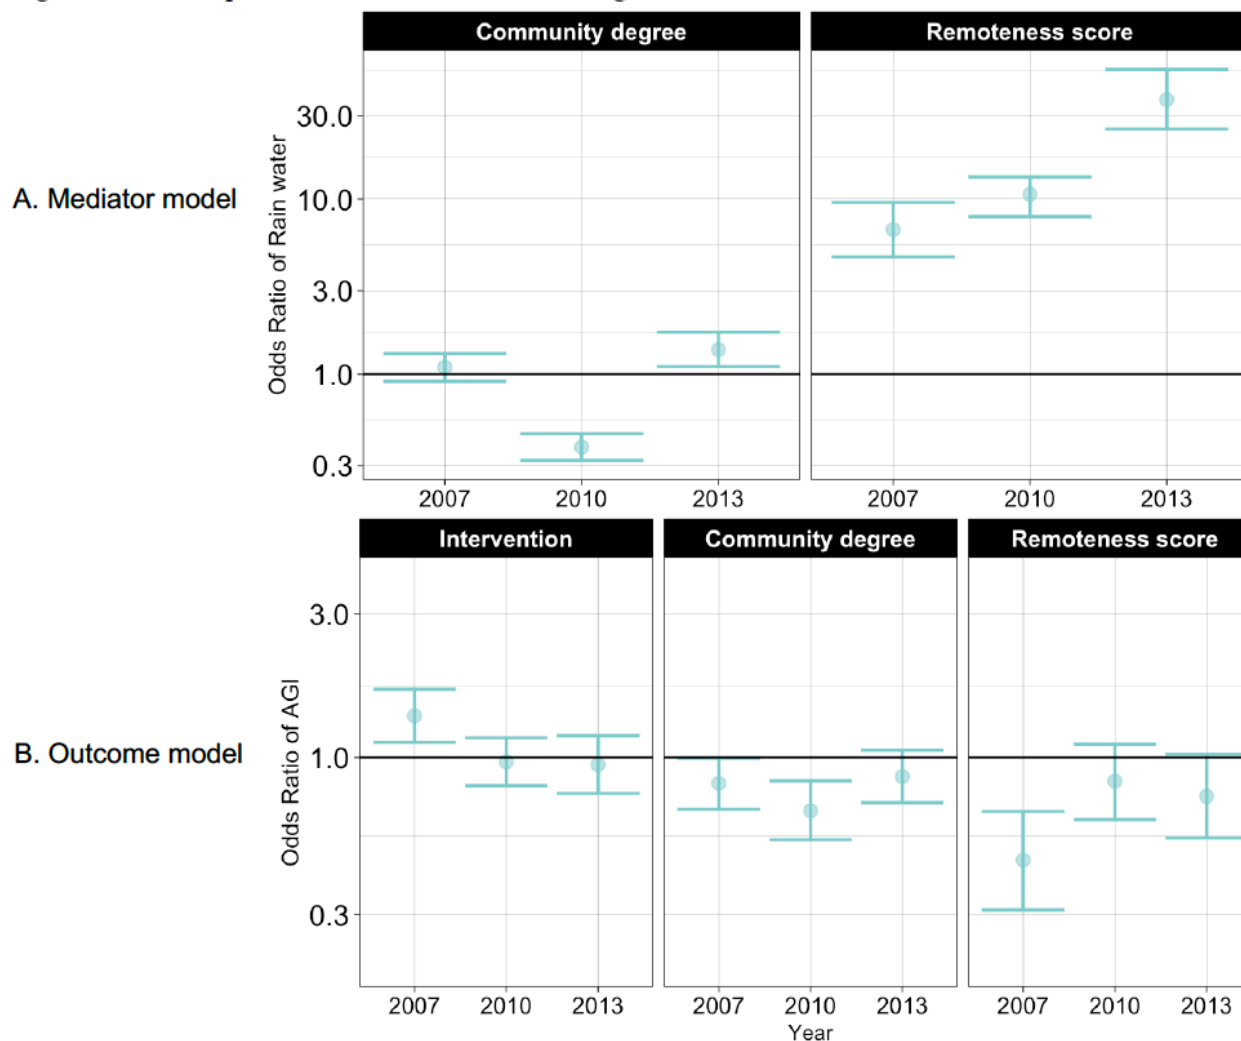 Community degree
Remoteness score
A. Mediator model
Odds Ratio of Rain water
30.0
10.0
3.0
1.0
0.3
2007
2010
2013
2007
2010
2013
Intervention
Community degree
Remoteness score
B. Outcome model
Odds Ratio of AGI
3.0
1.0
0.3
2007
2010
2013
2007
2010
2013
2007
2010
2013
Year